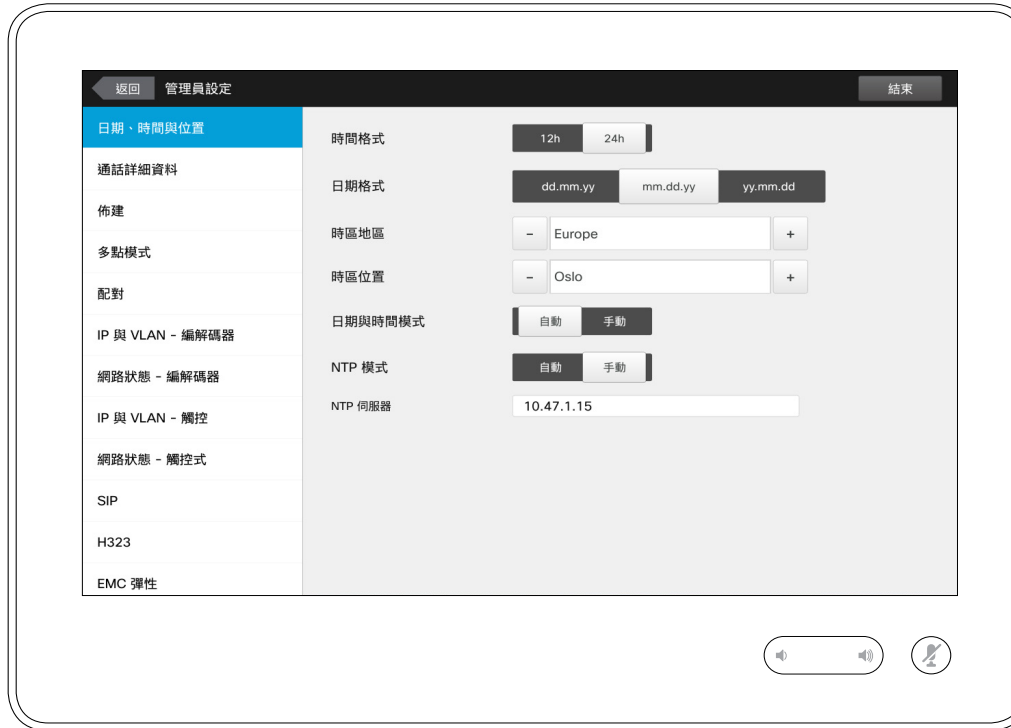 返回 管理員設定 結束
日期、時間與位置
通話詳細資料
佈建
多點模式
配對
IP 與 VLAN - 編解碼器
網路狀態 - 編解碼器
IP 與 VLAN - 觸控
網路狀態 - 觸控式
SIP
H323
EMC 彈性
時間格式 12h 24h
日期格式 dd.mm.yy mm.dd.yy yy.mm.dd
時區地區 - Europe +
時區位置 - Oslo +
日期與時間模式 自動 手動
NTP 模式 自動 手動
NTP 伺服器 10.47.1.15